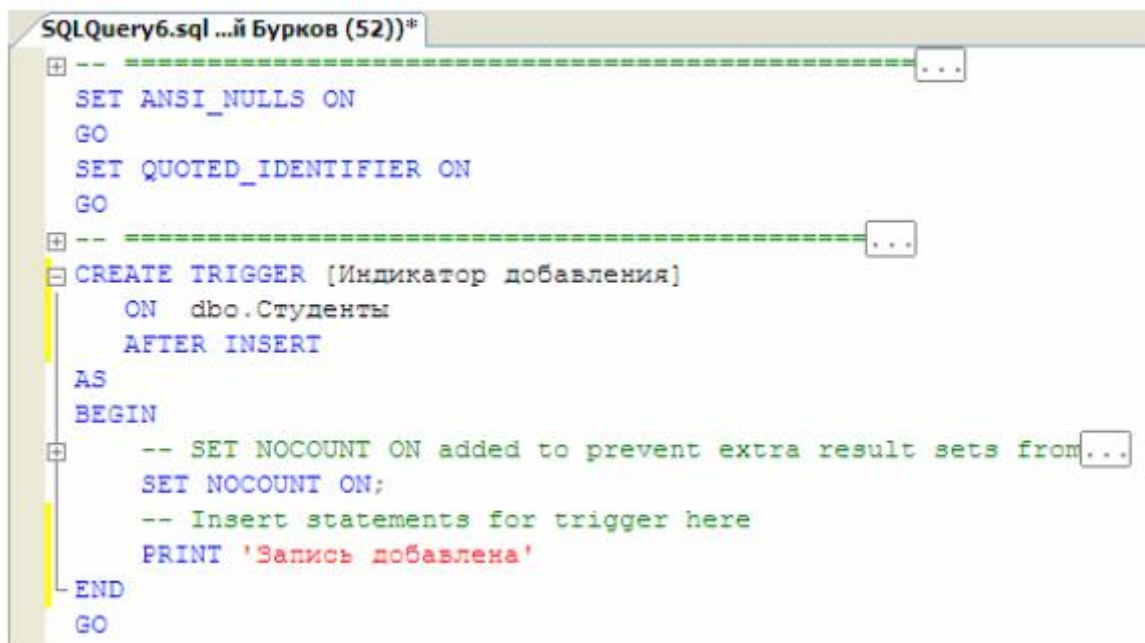 SQLQuery6.sql ...й Бурков (52))*
-- ================================================...
SET ANSI_NULLS ON
GO
SET QUOTED_IDENTIFIER ON
GO
-- =============================================...
CREATE TRIGGER [Индикатор добавления]
ON dbo.Студенты
AFTER INSERT
AS
BEGIN
-- SET NOCOUNT ON added to prevent extra result sets from...
SET NOCOUNT ON;
-- Insert statements for trigger here
PRINT 'Запись добавлена'
END
GO